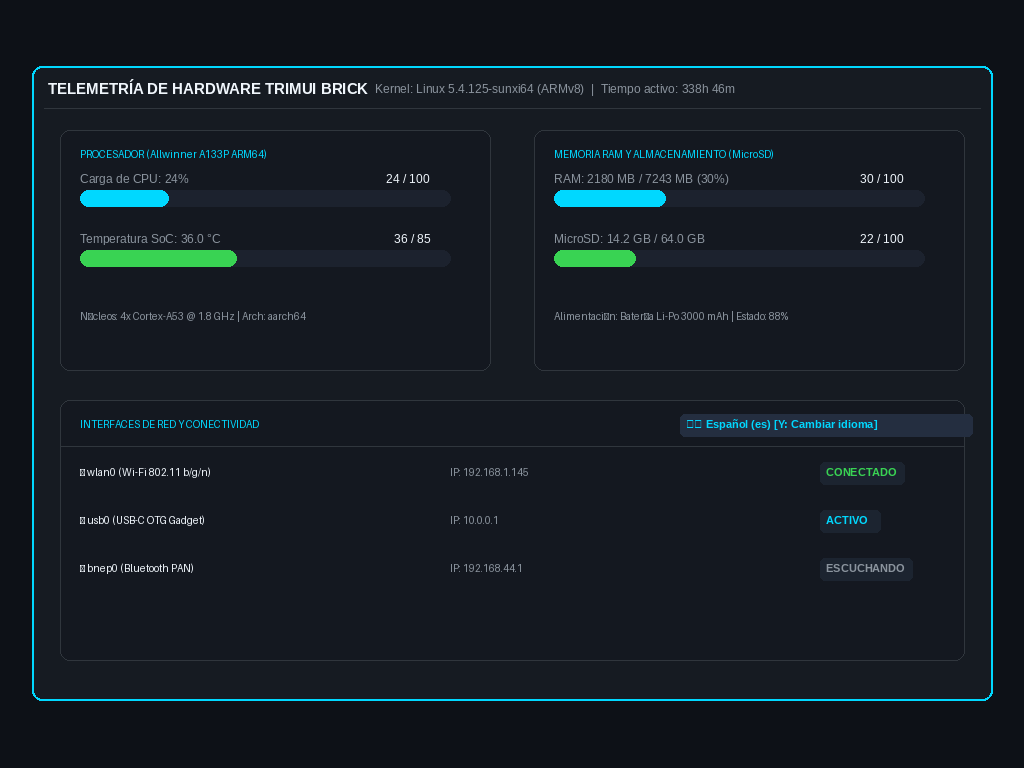 TELEMETRÍA DE HARDWARE TRIMUI BRICK Kernel: Linux 5.4.125-sunxi64 (ARMv8) | Tiempo activo: 338h 46m
PROCESADOR (Allwinner A133P ARM64)
Carga de CPU: 24% 24 / 100
Temperatura SoC: 36.0 °C 36 / 85
N□cleos: 4x Cortex-A53 @ 1.8 GHz | Arch: aarch64
MEMORIA RAM Y ALMACENAMIENTO (MicroSD)
RAM: 2180 MB / 7243 MB (30%) 30 / 100
MicroSD: 14.2 GB / 64.0 GB 22 / 100
Alimentaci□n: Bater□a Li-Po 3000 mAh | Estado: 88%
INTERFACES DE RED Y CONECTIVIDAD
□□ Español (es) [Y: Cambiar idioma]
□ wlan0 (Wi-Fi 802.11 b/g/n) IP: 192.168.1.145 CONECTADO
□ usb0 (USB-C OTG Gadget) IP: 10.0.0.1 ACTIVO
□ bnep0 (Bluetooth PAN) IP: 192.168.44.1 ESCUCHANDO